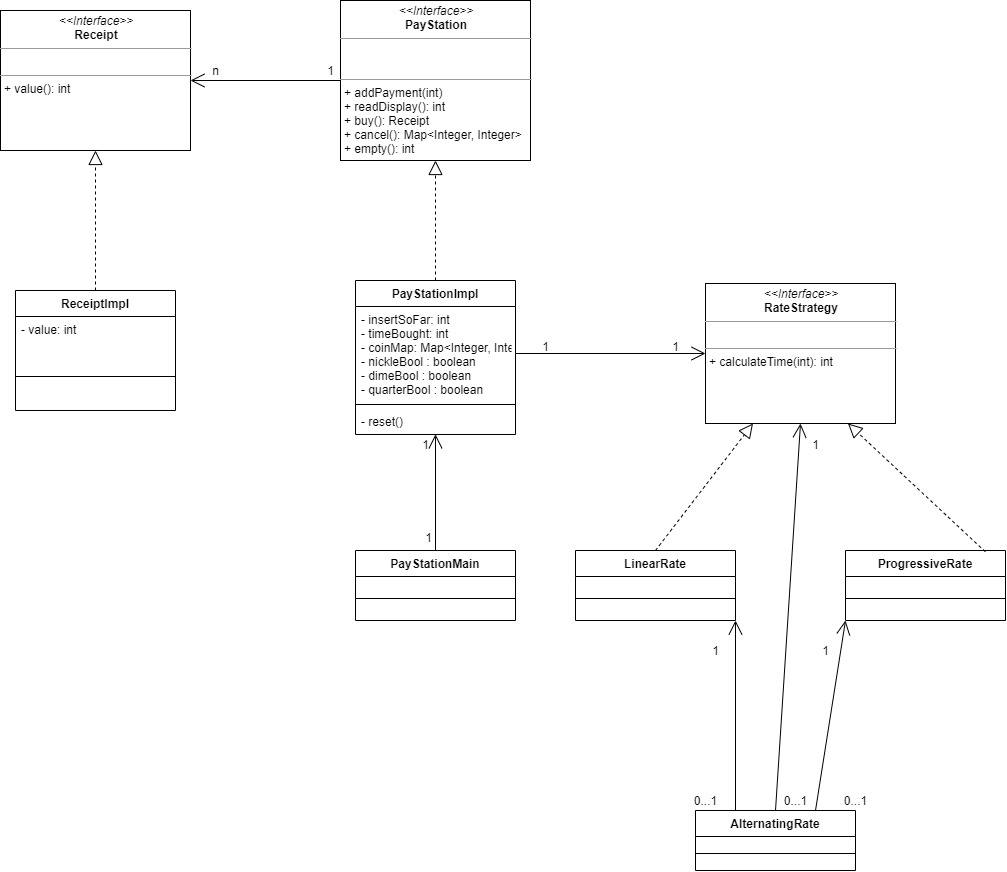 <<Interface>>
Receipt
+ value(): int
n
1
<<Interface>>
PayStation
+ addPayment(int)
+ readDisplay(): int
+ buy(): Receipt
+ cancel(): Map<Integer, Integer>
+ empty(): int
ReceiptImpl
- value: int
PayStationImpl
- insertSoFar: int
- timeBought: int
- coinMap: Map<Integer, Inte
- nickleBool : boolean
- dimeBool : boolean
- quarterBool : boolean
- reset()
1
1
<<Interface>>
RateStrategy
+ calculateTime(int): int
1
1
1
PayStationMain
LinearRate
ProgressiveRate
1
1
0...1
0...1
0...1
AlternatingRate